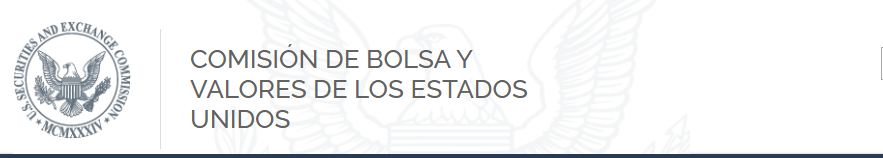 U.S. SECURITIES AND EXCHANGE COMMISSION
MCMXXXIV
COMISIÓN DE BOLSA Y
VALORES DE LOS ESTADOS
UNIDOS